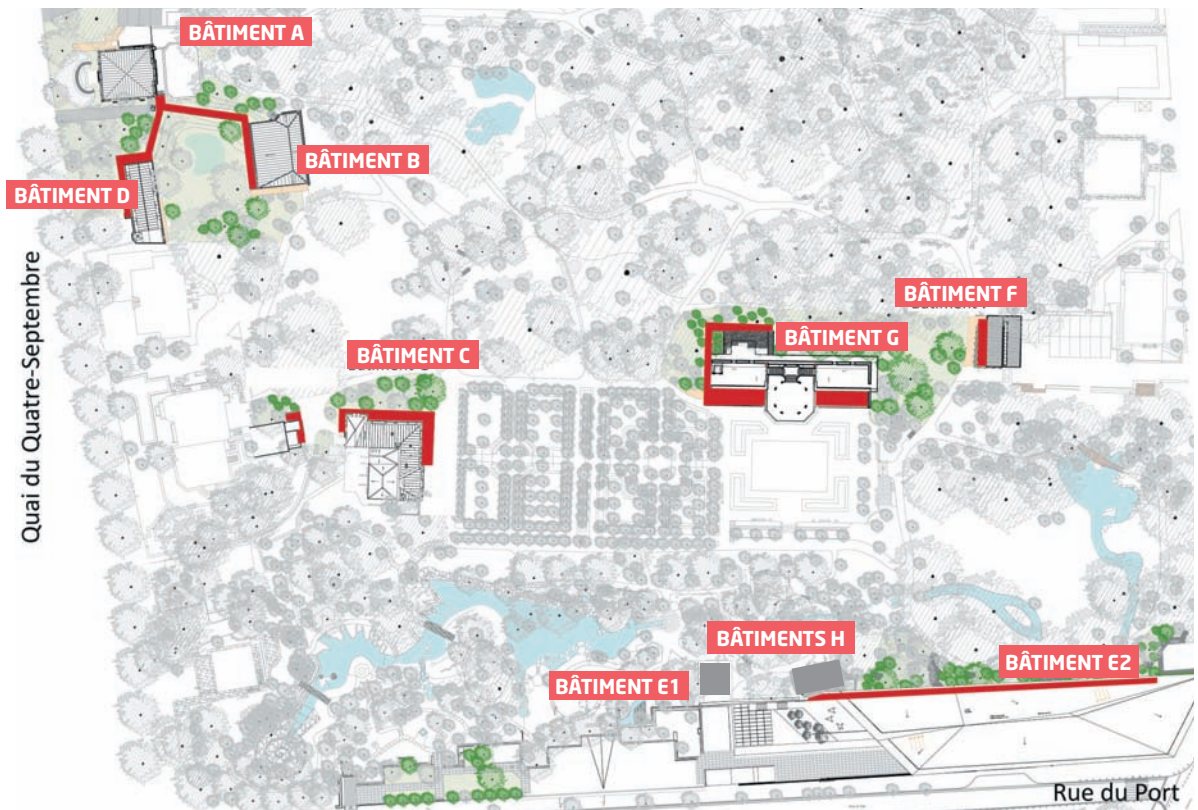 BÂTIMENT A
BÂTIMENT B
BÂTIMENT D
Quai du Quatre-Septembre
BÂTIMENT F
BÂTIMENT G
BÂTIMENT C
BÂTIMENTS H
BÂTIMENT E2
BÂTIMENT E1
Rue du Port